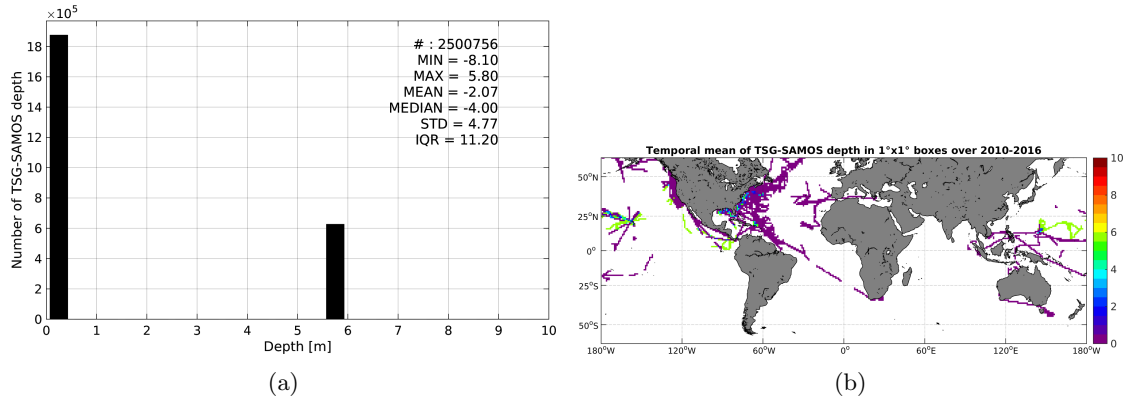 ×10⁵
Number of TSG-SAMOS depth
18
16
14
12
10
8
6
4
2
0
# : 2500756
MIN = -8.10
MAX = 5.80
MEAN = -2.07
MEDIAN = -4.00
STD = 4.77
IQR = 11.20
0 1 2 3 4 5 6 7 8 9 10
Depth [m]
(a)
Temporal mean of TSG-SAMOS depth in 1°x1° boxes over 2010-2016
50°N
25°N
0°
25°S
50°S
180°W 120°W 60°W 0° 60°E 120°E 180°W
10
8
6
4
2
0
(b)